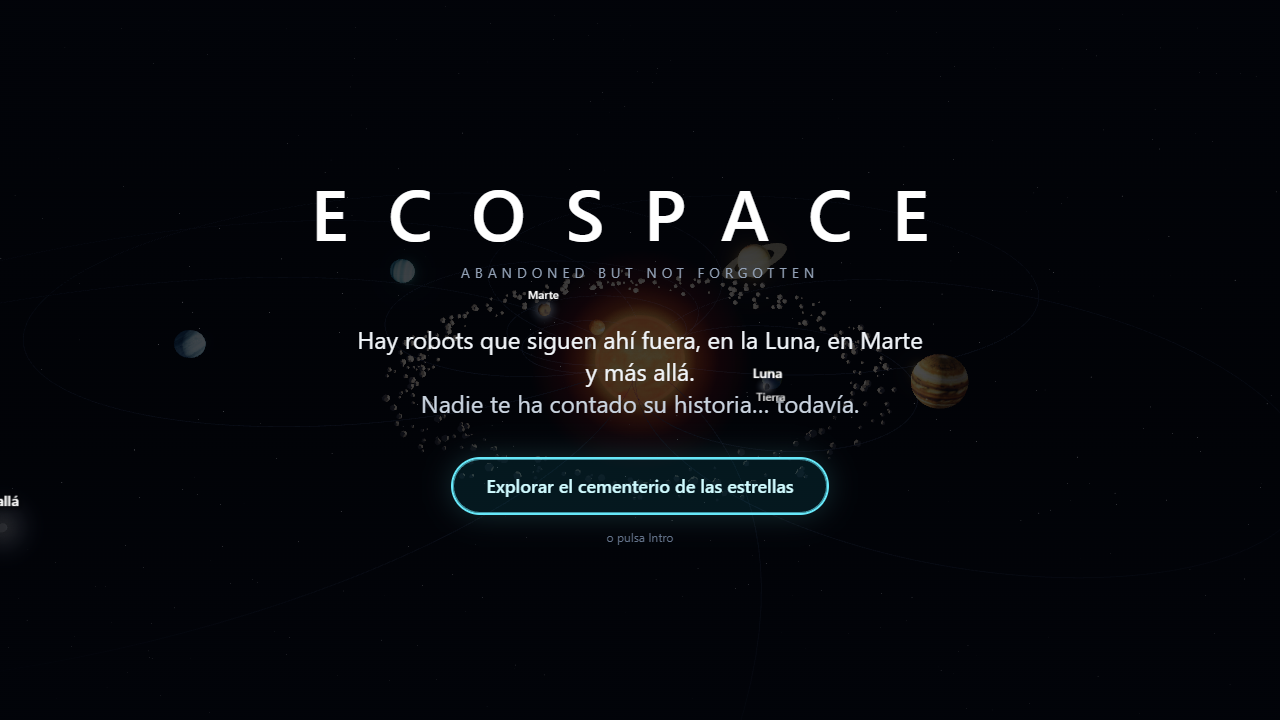 ECOSPACE
ABANDONED BUT NOT FORGOTTEN
Marte
Hay robots que siguen ahí fuera, en la Luna, en Marte
y más allá.
Luna
Tierra
Nadie te ha contado su historia... todavía.
Explorar el cementerio de las estrellas
allá
o pulsa Intro